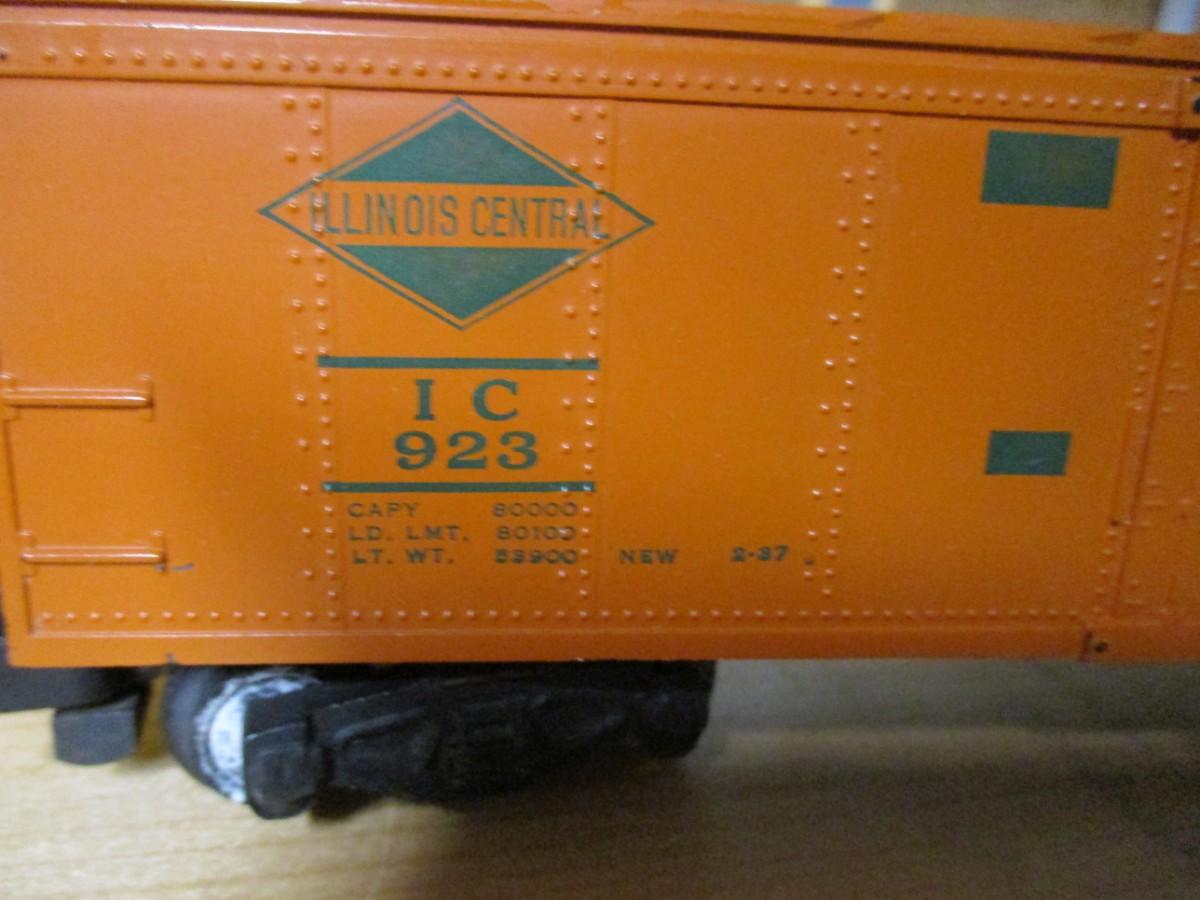 ILLINOIS CENTRAL
I C
923
CAPY 80000
LD. LMT. 80100
LT. WT. 53900 NEW 2-37